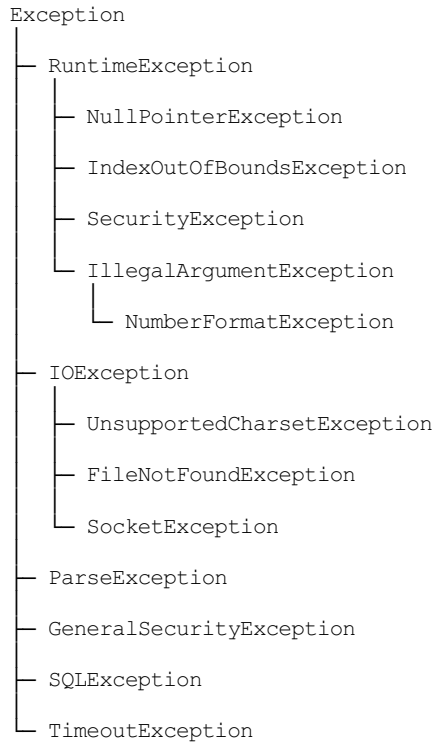 Exception
RuntimeException
NullPointerException
IndexOutOfBoundsException
SecurityException
IllegalArgumentException
NumberFormatException
IOException
UnsupportedCharsetException
FileNotFoundException
SocketException
ParseException
GeneralSecurityException
SQLException
TimeoutException